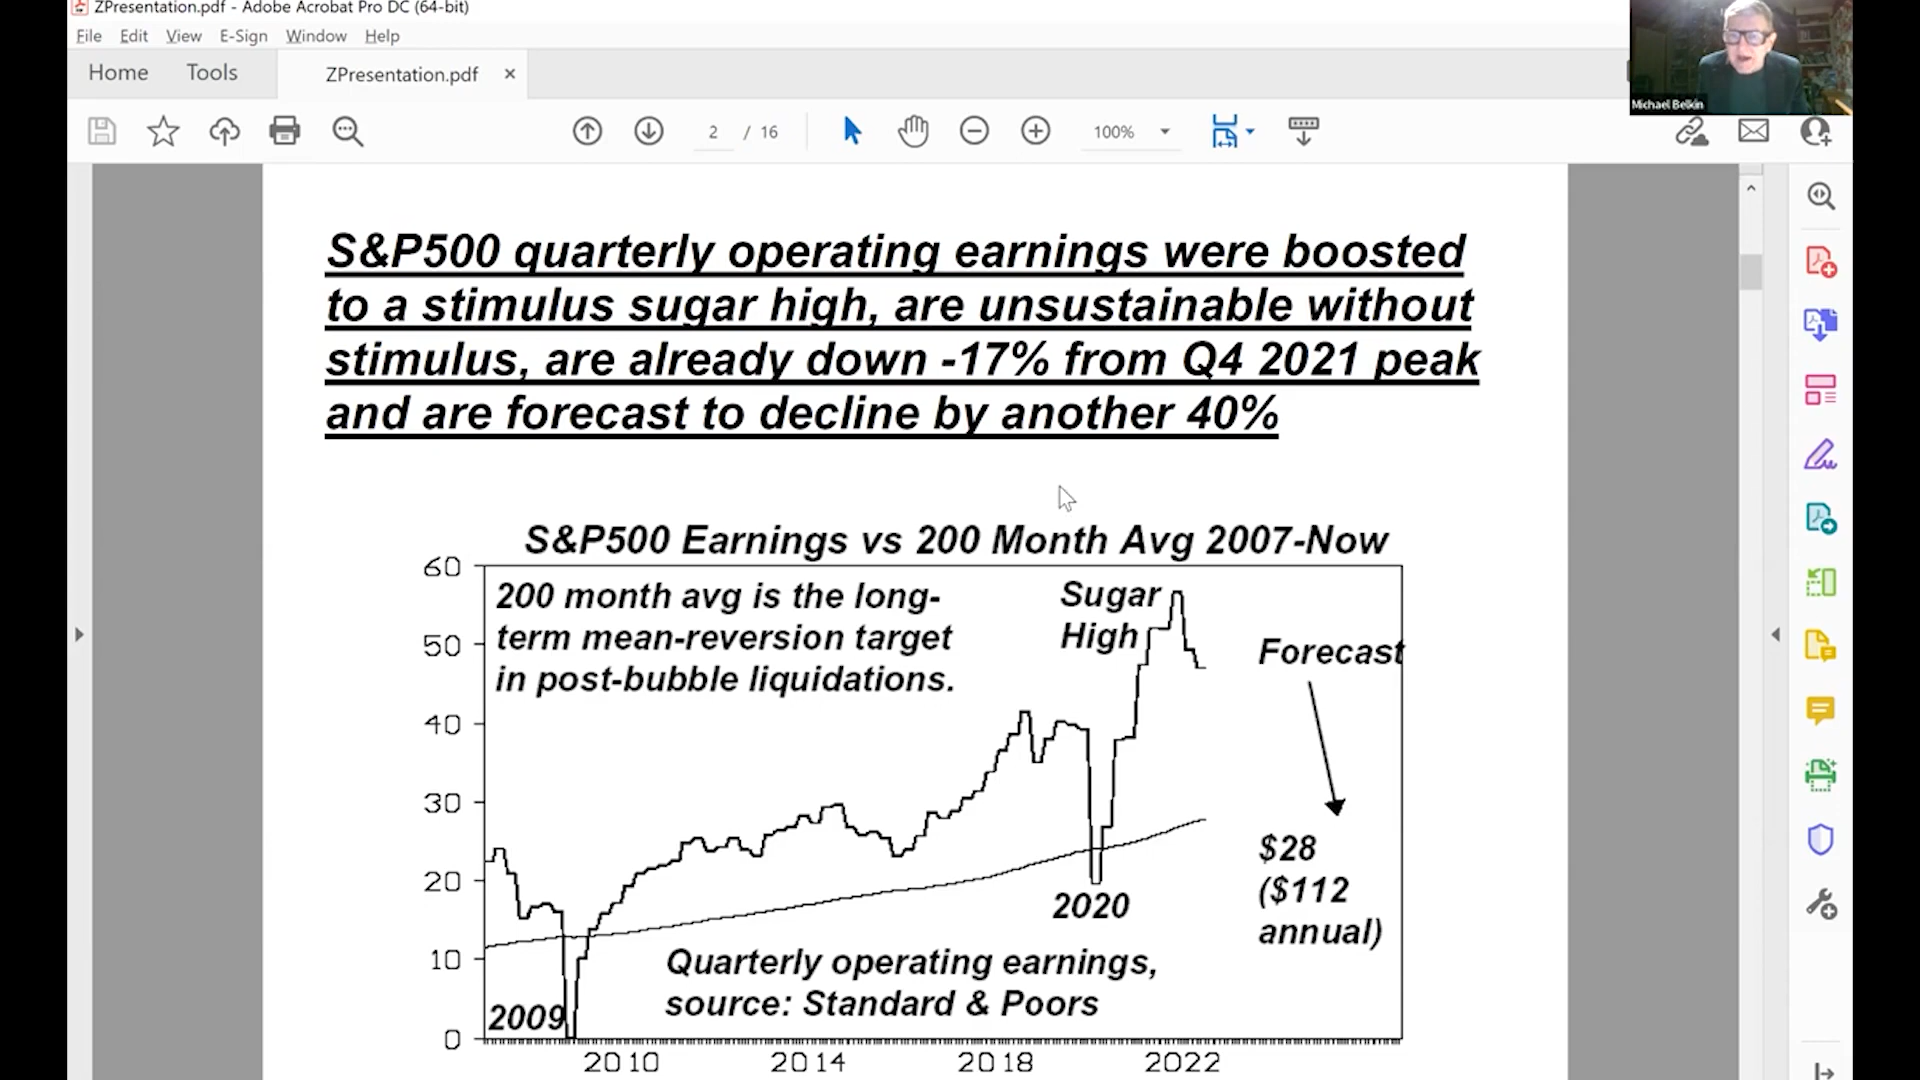 ZPresentation.pdf - Adobe Acrobat Pro DC (64-bit)
File Edit View E-Sign Window Help
Home Tools ZPresentation.pdf ×
2 / 16 100%
Michael Belkin
S&P500 quarterly operating earnings were boosted
to a stimulus sugar high, are unsustainable without
stimulus, are already down -17% from Q4 2021 peak
and are forecast to decline by another 40%
S&P500 Earnings vs 200 Month Avg 2007-Now
60
50
40
30
20
10
0
200 month avg is the long-
term mean-reversion target
in post-bubble liquidations.
Sugar
High
Forecast
$28
($112
annual)
2020
2009
Quarterly operating earnings,
source: Standard & Poors
2010 2014 2018 2022